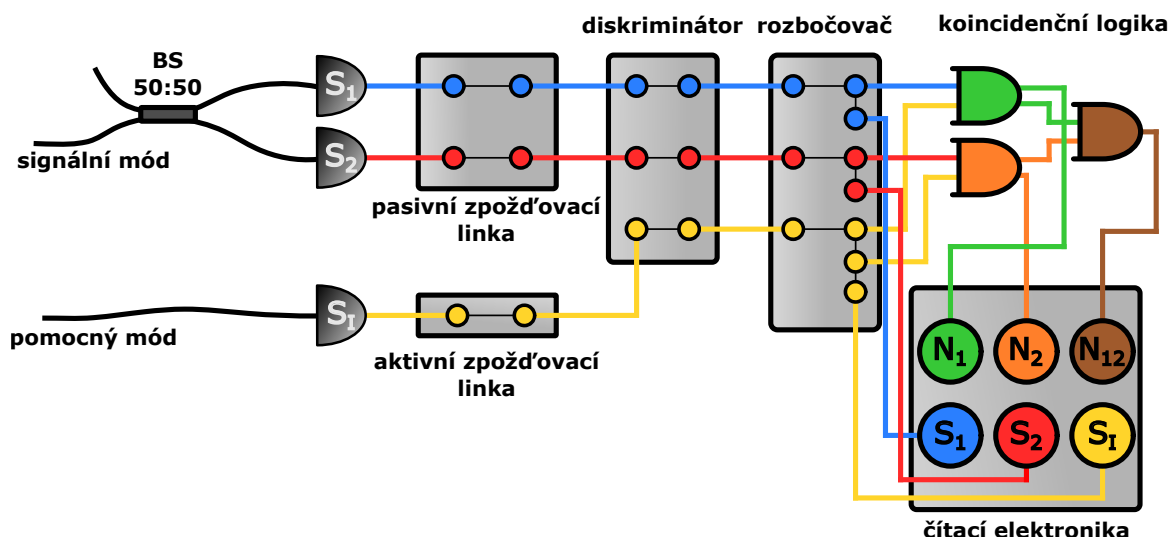 diskriminátor
rozbočovač
koincidenční logika
BS
50:50
S1
signální mód
S2
pasivní zpožďovací
linka
SI
pomocný mód
aktivní zpožďovací
linka
N1
N2
N12
S1
S2
SI
čítací elektronika